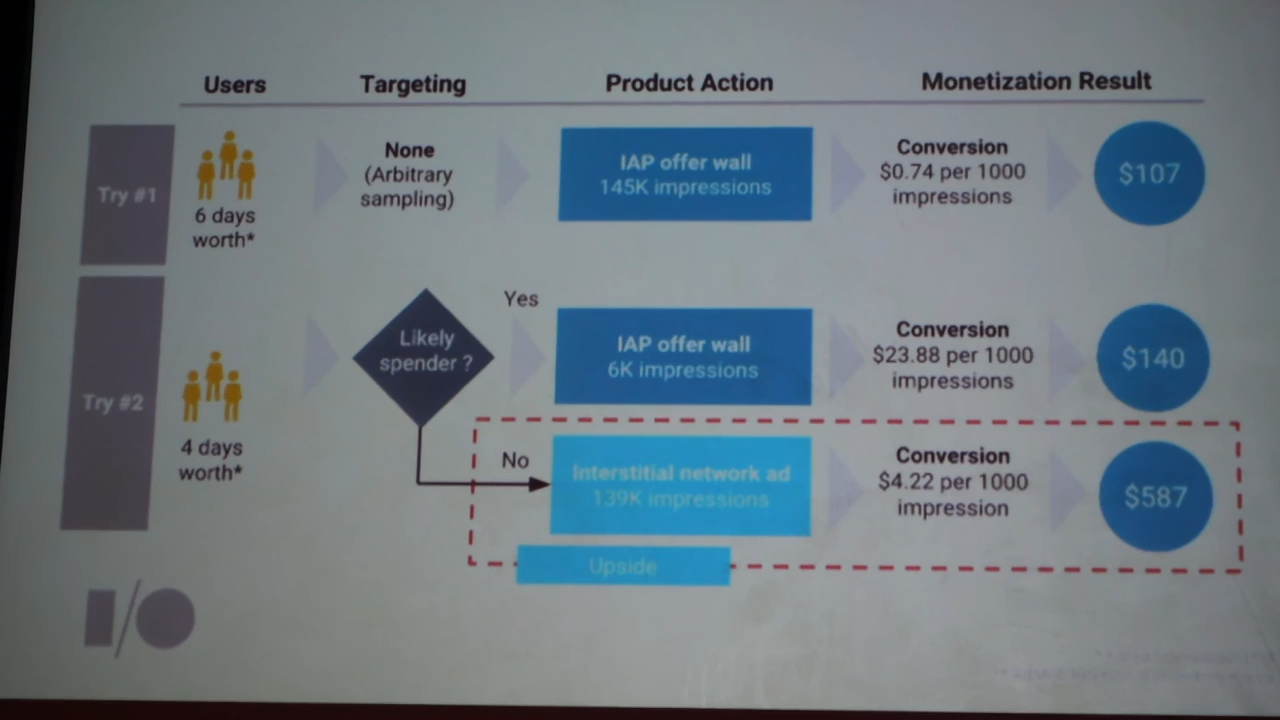 Users
Targeting
Product Action
Monetization Result
Try #1
6 days
worth*
None
(Arbitrary
sampling)
IAP offer wall
145K impressions
Conversion
$0.74 per 1000
impressions
$107
Try #2
4 days
worth*
Likely
spender ?
Yes
IAP offer wall
6K impressions
Conversion
$23.88 per 1000
impressions
$140
No
Interstitial network ad
139K impressions
Conversion
$4.22 per 1000
impression
$587
Upside
I/O